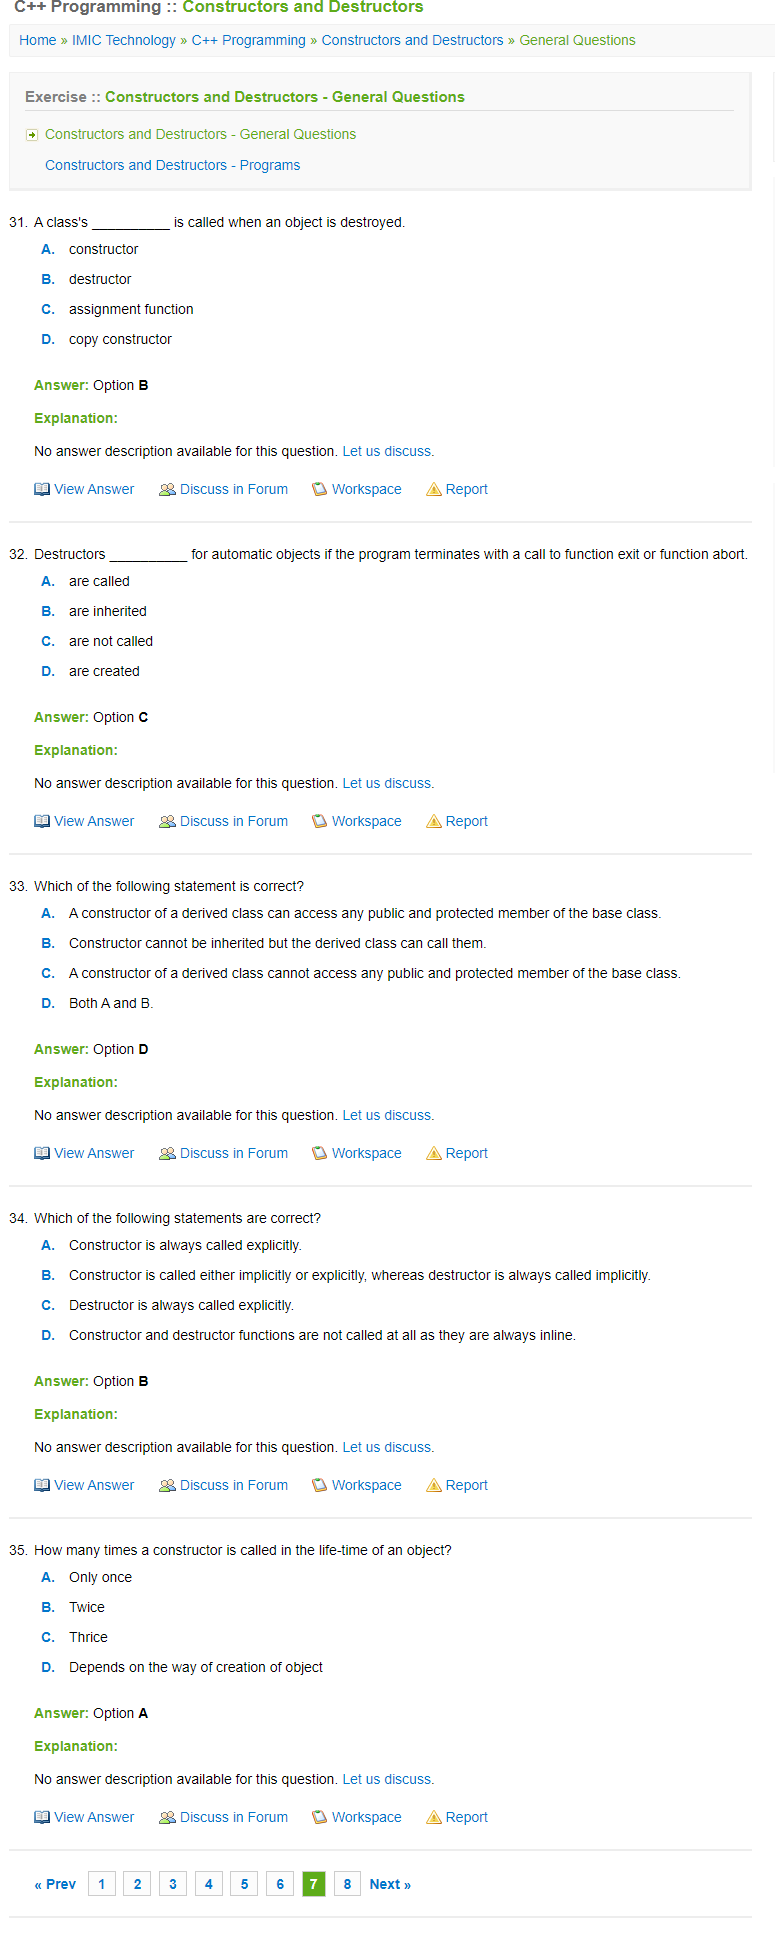 C++ Programming :: Constructors and Destructors
Home » IMIC Technology » C++ Programming » Constructors and Destructors » General Questions
Exercise :: Constructors and Destructors - General Questions
Constructors and Destructors - General Questions
Constructors and Destructors - Programs
31. A class's __________ is called when an object is destroyed.
A. constructor
B. destructor
C. assignment function
D. copy constructor
Answer: Option B
Explanation:
No answer description available for this question. Let us discuss.
View Answer Discuss in Forum Workspace Report
32. Destructors __________ for automatic objects if the program terminates with a call to function exit or function abort.
A. are called
B. are inherited
C. are not called
D. are created
Answer: Option C
Explanation:
No answer description available for this question. Let us discuss.
View Answer Discuss in Forum Workspace Report
33. Which of the following statement is correct?
A. A constructor of a derived class can access any public and protected member of the base class.
B. Constructor cannot be inherited but the derived class can call them.
C. A constructor of a derived class cannot access any public and protected member of the base class.
D. Both A and B.
Answer: Option D
Explanation:
No answer description available for this question. Let us discuss.
View Answer Discuss in Forum Workspace Report
34. Which of the following statements are correct?
A. Constructor is always called explicitly.
B. Constructor is called either implicitly or explicitly, whereas destructor is always called implicitly.
C. Destructor is always called explicitly.
D. Constructor and destructor functions are not called at all as they are always inline.
Answer: Option B
Explanation:
No answer description available for this question. Let us discuss.
View Answer Discuss in Forum Workspace Report
35. How many times a constructor is called in the life-time of an object?
A. Only once
B. Twice
C. Thrice
D. Depends on the way of creation of object
Answer: Option A
Explanation:
No answer description available for this question. Let us discuss.
View Answer Discuss in Forum Workspace Report
« Prev 1 2 3 4 5 6 7 8 Next »